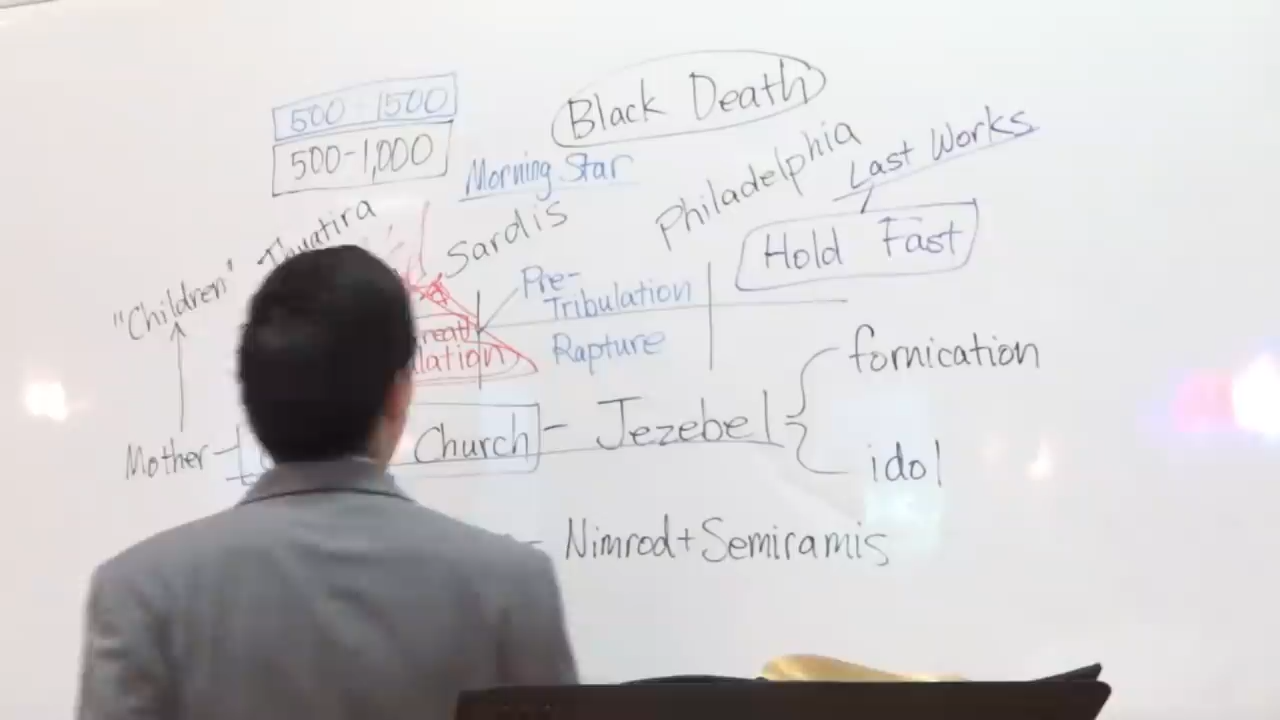 500-1500
500-1,000
Black Death
Morning Star
Philadelphia
Last Works
Sardis
Hold Fast
"Children"
Pre-
Tribulation
Rapture
fornication
Mother
Church - Jezebel
idol
Nimrod+Semiramis